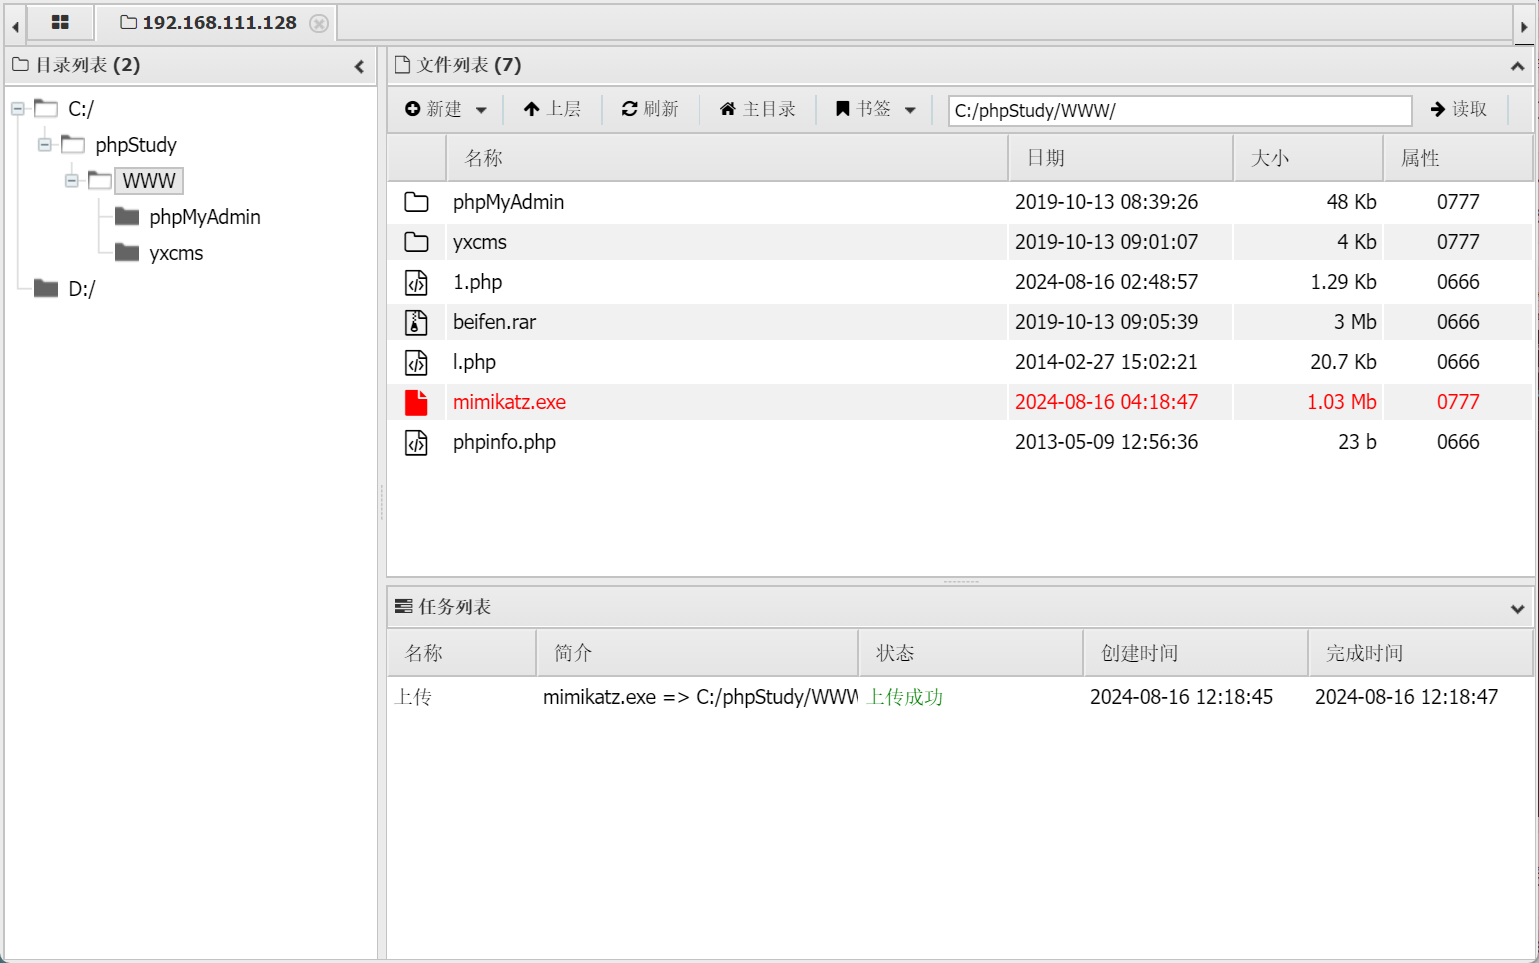 192.168.111.128
目录列表 (2)
C:/
phpStudy
WWW
phpMyAdmin
yxcms
D:/
文件列表 (7)
新建 上层 刷新 主目录 书签 C:/phpStudy/WWW/ 读取
名称 日期 大小 属性
phpMyAdmin 2019-10-13 08:39:26 48 Kb 0777
yxcms 2019-10-13 09:01:07 4 Kb 0777
1.php 2024-08-16 02:48:57 1.29 Kb 0666
beifen.rar 2019-10-13 09:05:39 3 Mb 0666
l.php 2014-02-27 15:02:21 20.7 Kb 0666
mimikatz.exe 2024-08-16 04:18:47 1.03 Mb 0777
phpinfo.php 2013-05-09 12:56:36 23 b 0666
任务列表
名称 简介 状态 创建时间 完成时间
上传 mimikatz.exe => C:/phpStudy/WWW 上传成功 2024-08-16 12:18:45 2024-08-16 12:18:47